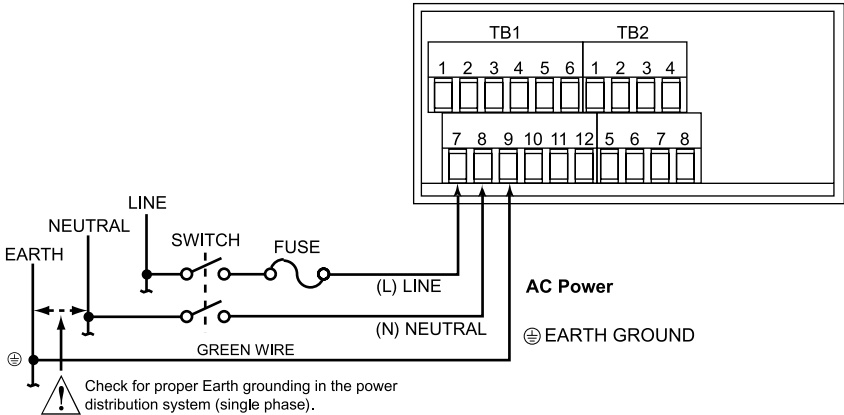 TB1 TB2
1 2 3 4 5 6 1 2 3 4
7 8 9 10 11 12 5 6 7 8
LINE
NEUTRAL
EARTH
SWITCH
FUSE
(L) LINE
(N) NEUTRAL
GREEN WIRE
AC Power
EARTH GROUND
Check for proper Earth grounding in the power
distribution system (single phase).